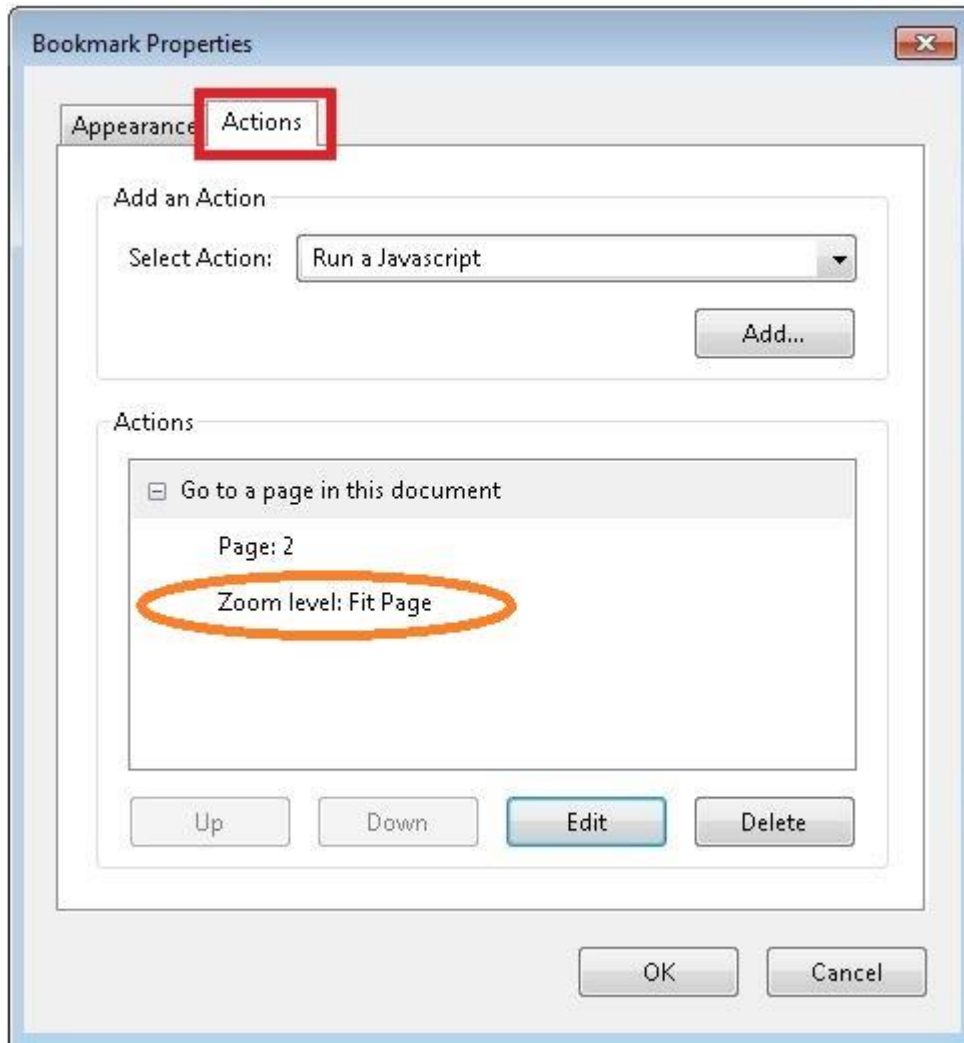 Bookmark Properties
Appearance Actions
Add an Action
Select Action: Run a Javascript
Add...
Actions
Go to a page in this document
Page: 2
Zoom level: Fit Page
Up Down Edit Delete
OK Cancel